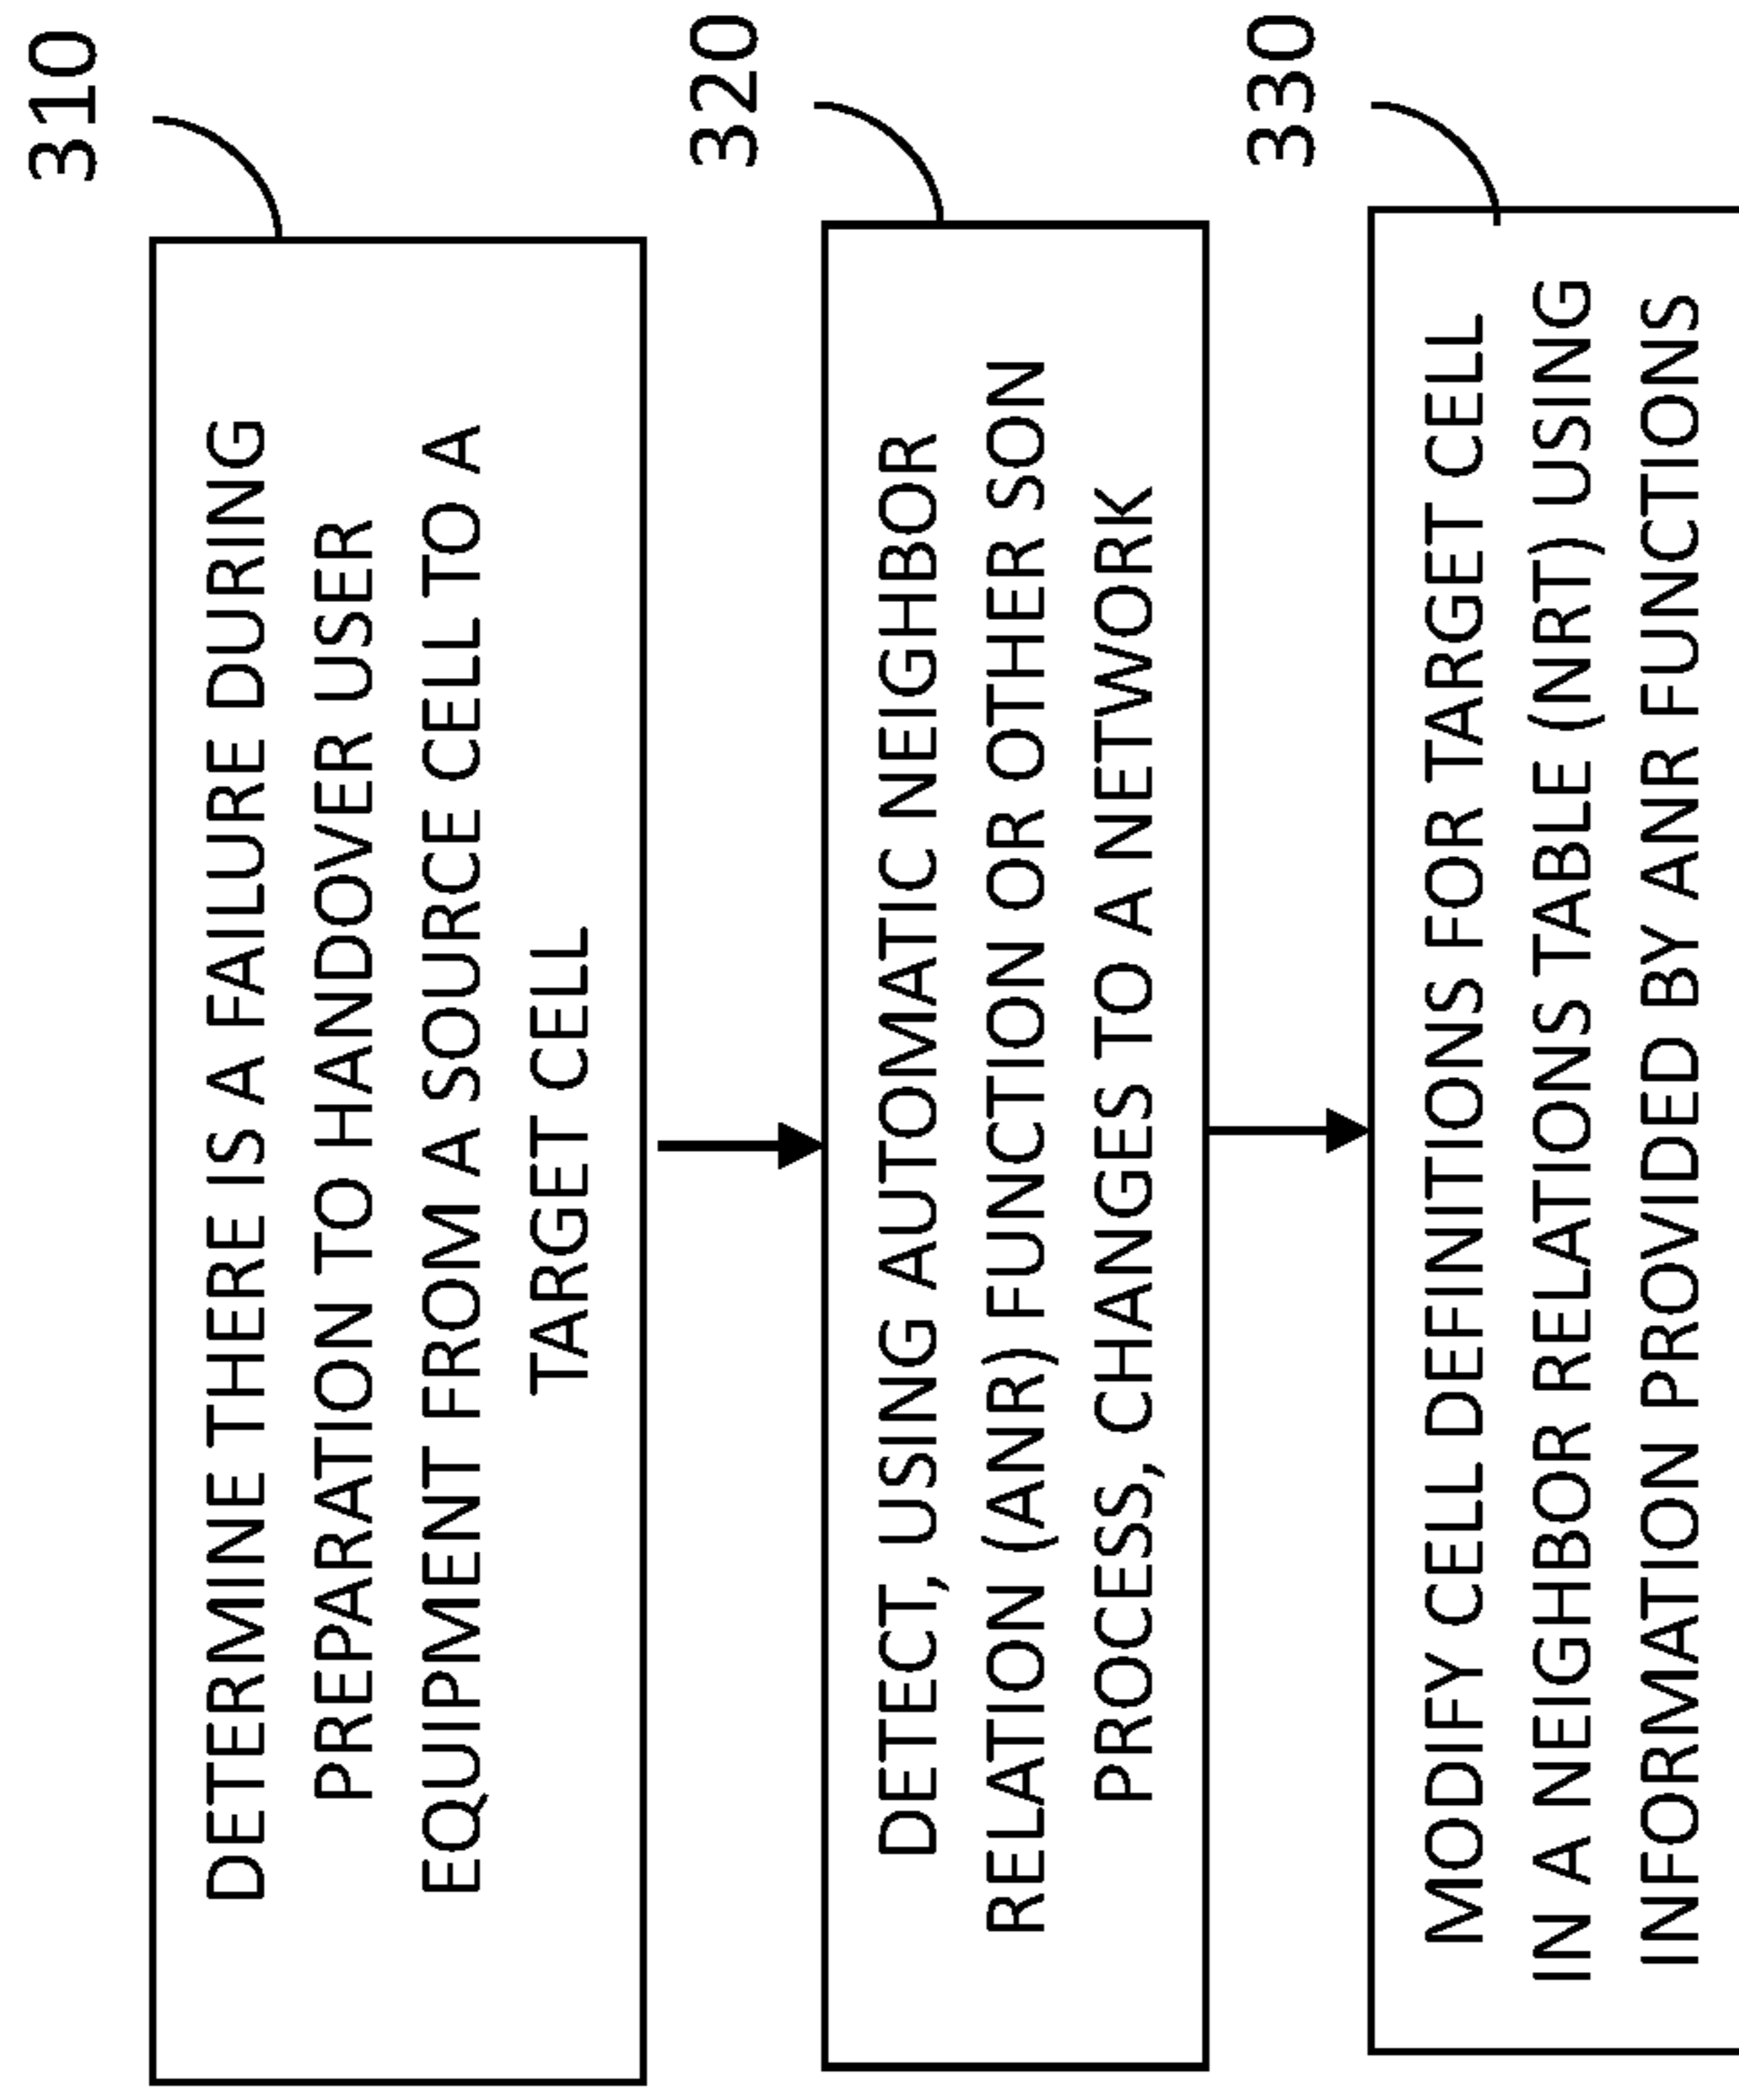 310
DETERMINE THERE IS A FAILURE DURING
PREPARATION TO HANDOVER USER
EQUIPMENT FROM A SOURCE CELL TO A
TARGET CELL
320
DETECT, USING AUTOMATIC NEIGHBOR
RELATION (ANR) FUNCTION OR OTHER SON
PROCESS, CHANGES TO A NETWORK
330
MODIFY CELL DEFINITIONS FOR TARGET CELL
IN A NEIGHBOR RELATIONS TABLE (NRT) USING
INFORMATION PROVIDED BY ANR FUNCTIONS